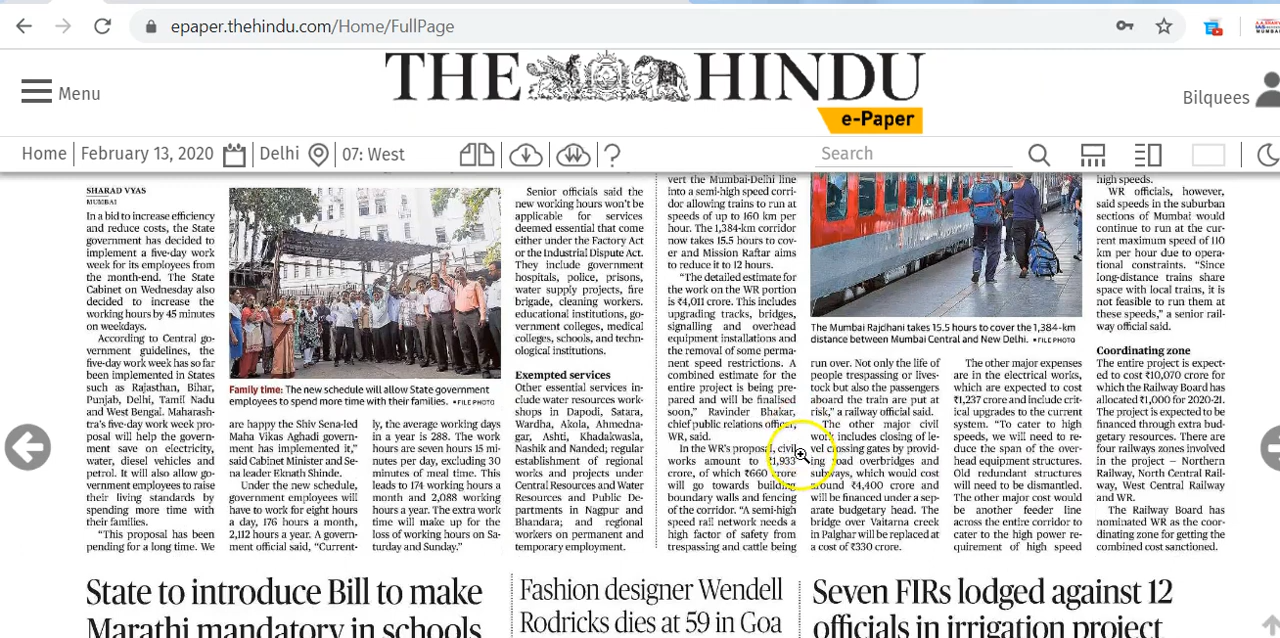 epaper.thehindu.com/Home/FullPage
THE HINDU
e-Paper
Menu
Bilquees
Home
February 13, 2020
Delhi
07: West
?
Search
SHARAD VYAS
MUMBAI
In a bid to increase efficiency
and reduce costs, the State
government has decided to
implement a five-day work
week for its employees from
the month-end. The State
Cabinet on Wednesday also
decided to increase the
working hours by 45 minutes
on weekdays.
According to Central go-
vernment guidelines, the
five-day work week has so far
been implemented in States
such as Rajasthan, Bihar,
Punjab, Delhi, Tamil Nadu
and West Bengal. Maharash-
tra's five-day work week pro-
posal will help the govern-
ment save on electricity,
water, diesel vehicles and
petrol. It will also allow go-
vernment employees to raise
their living standards by
spending more time with
their families.
"This proposal has been
pending for a long time. We
Family time: The new schedule will allow State government
employees to spend more time with their families. •FILE PHOTO
are happy the Shiv Sena-led
Maha Vikas Aghadi govern-
ment has implemented it,"
said Cabinet Minister and Se-
na leader Eknath Shinde.
Under the new schedule,
government employees will
have to work for eight hours
a day, 176 hours a month,
2,112 hours a year. A govern-
ment official said, "Current-
ly, the average working days
in a year is 288. The work
hours are seven hours 15 mi-
nutes per day, excluding 30
minutes of meal time. This
leads to 174 working hours a
month and 2,088 working
hours a year. The extra work
time will make up for the
loss of working hours on Sa-
turday and Sunday."
Senior officials said the
new working hours won't be
applicable for services
deemed essential that come
either under the Factory Act
or the Industrial Dispute Act.
They include government
hospitals, police, prisons,
water supply projects, fire
brigade, cleaning workers.
educational institutions, go-
vernment colleges, medical
colleges, schools, and techn-
ological institutions.
Exempted services
Other essential services in-
clude water resources work-
shops in Dapodi, Satara,
Wardha, Akola, Ahmedna-
gar, Ashti, Khadakwasla,
Nashik and Nanded; regular
establishment of regional
works and projects under
Central Resources and Water
Resources and Public De-
partments in Nagpur and
Bhandara; and regional
workers on permanent and
temporary employment.
vert the Mumbai-Delhi line
into a semi-high speed corri-
dor allowing trains to run at
speeds of up to 160 km per
hour. The 1,384-km corridor
now takes 15.5 hours to cov-
er and Mission Raftar aims
to reduce it to 12 hours.
"The detailed estimate for
the work on the WR portion
is ₹4,011 crore. This includes
upgrading tracks, bridges,
signalling and overhead
equipment installations and
the removal of some perma-
nent speed restrictions. A
combined estimate for the
entire project is being pre-
pared and will be finalised
soon," Ravinder Bhakar,
chief public relations officer,
WR, said.
In the WR's proposal, civil
works amount to ₹1,933
crore, of which ₹660 crore
will go towards building
boundary walls and fencing
of the corridor. "A semi-high
speed rail network needs a
high factor of safety from
trespassing and cattle being
The Mumbai Rajdhani takes 15.5 hours to cover the 1,384-km
distance between Mumbai Central and New Delhi. •FILE PHOTO
run over. Not only the life of
people trespassing or lives-
tock but also the passengers
aboard the train are put at
risk," a railway official said.
The other major civil
work includes closing of le-
vel crossing gates by provid-
ing road overbridges and
subways, which would cost
around ₹4,400 crore and
will be financed under a sep-
arate budgetary head. The
bridge over Vaitarna creek
in Palghar will be replaced at
a cost of ₹330 crore.
The other major expenses
are in the electrical works,
which are expected to cost
₹1,237 crore and include crit-
ical upgrades to the current
system. "To cater to high
speeds, we will need to re-
duce the span of the over-
head equipment structures.
Old redundant structures
will need to be dismantled.
The other major cost would
be another feeder line
across the entire corridor to
cater to the high power re-
quirement of high speed
high speeds.
WR officials, however,
said speeds in the suburban
sections of Mumbai would
continue to run at the cur-
rent maximum speed of 110
km per hour due to opera-
tional constraints. "Since
long-distance trains share
space with local trains, it is
not feasible to run them at
these speeds," a senior rail-
way official said.
Coordinating zone
The entire project is expect-
ed to cost ₹10,070 crore for
which the Railway Board has
allocated ₹1,000 for 2020-21.
The project is expected to be
financed through extra bud-
getary resources. There are
four railways zones involved
in the project – Northern
Railway, North Central Rail-
way, West Central Railway
and WR.
The Railway Board has
nominated WR as the coor-
dinating zone for getting the
combined cost sanctioned.
State to introduce Bill to make
Marathi mandatory in schools
Fashion designer Wendell
Rodricks dies at 59 in Goa
Seven FIRs lodged against 12
officials in irrigation project